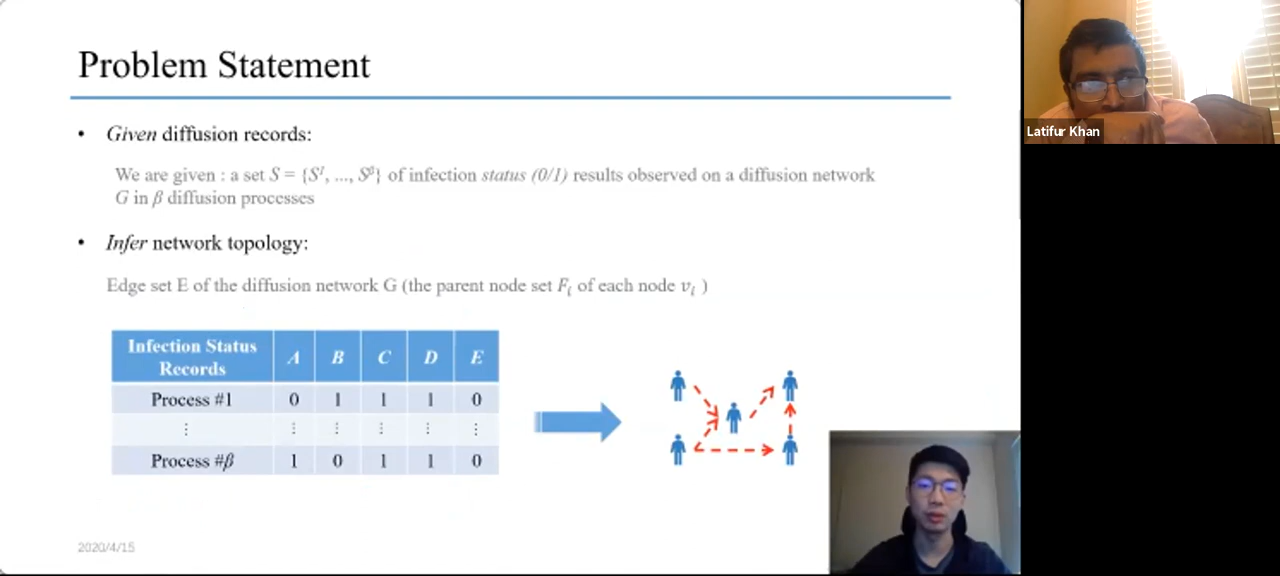 Problem Statement
• Given diffusion records:
We are given : a set S = {S¹, ..., Sᵝ} of infection status (0/1) results observed on a diffusion network
G in β diffusion processes
• Infer network topology:
Edge set E of the diffusion network G (the parent node set Fᵢ of each node vᵢ )
Infection Status Records A B C D E
Process #1 0 1 1 1 0
⋮ ⋮ ⋮ ⋮ ⋮ ⋮
Process #β 1 0 1 1 0
2020/4/15
Latifur Khan